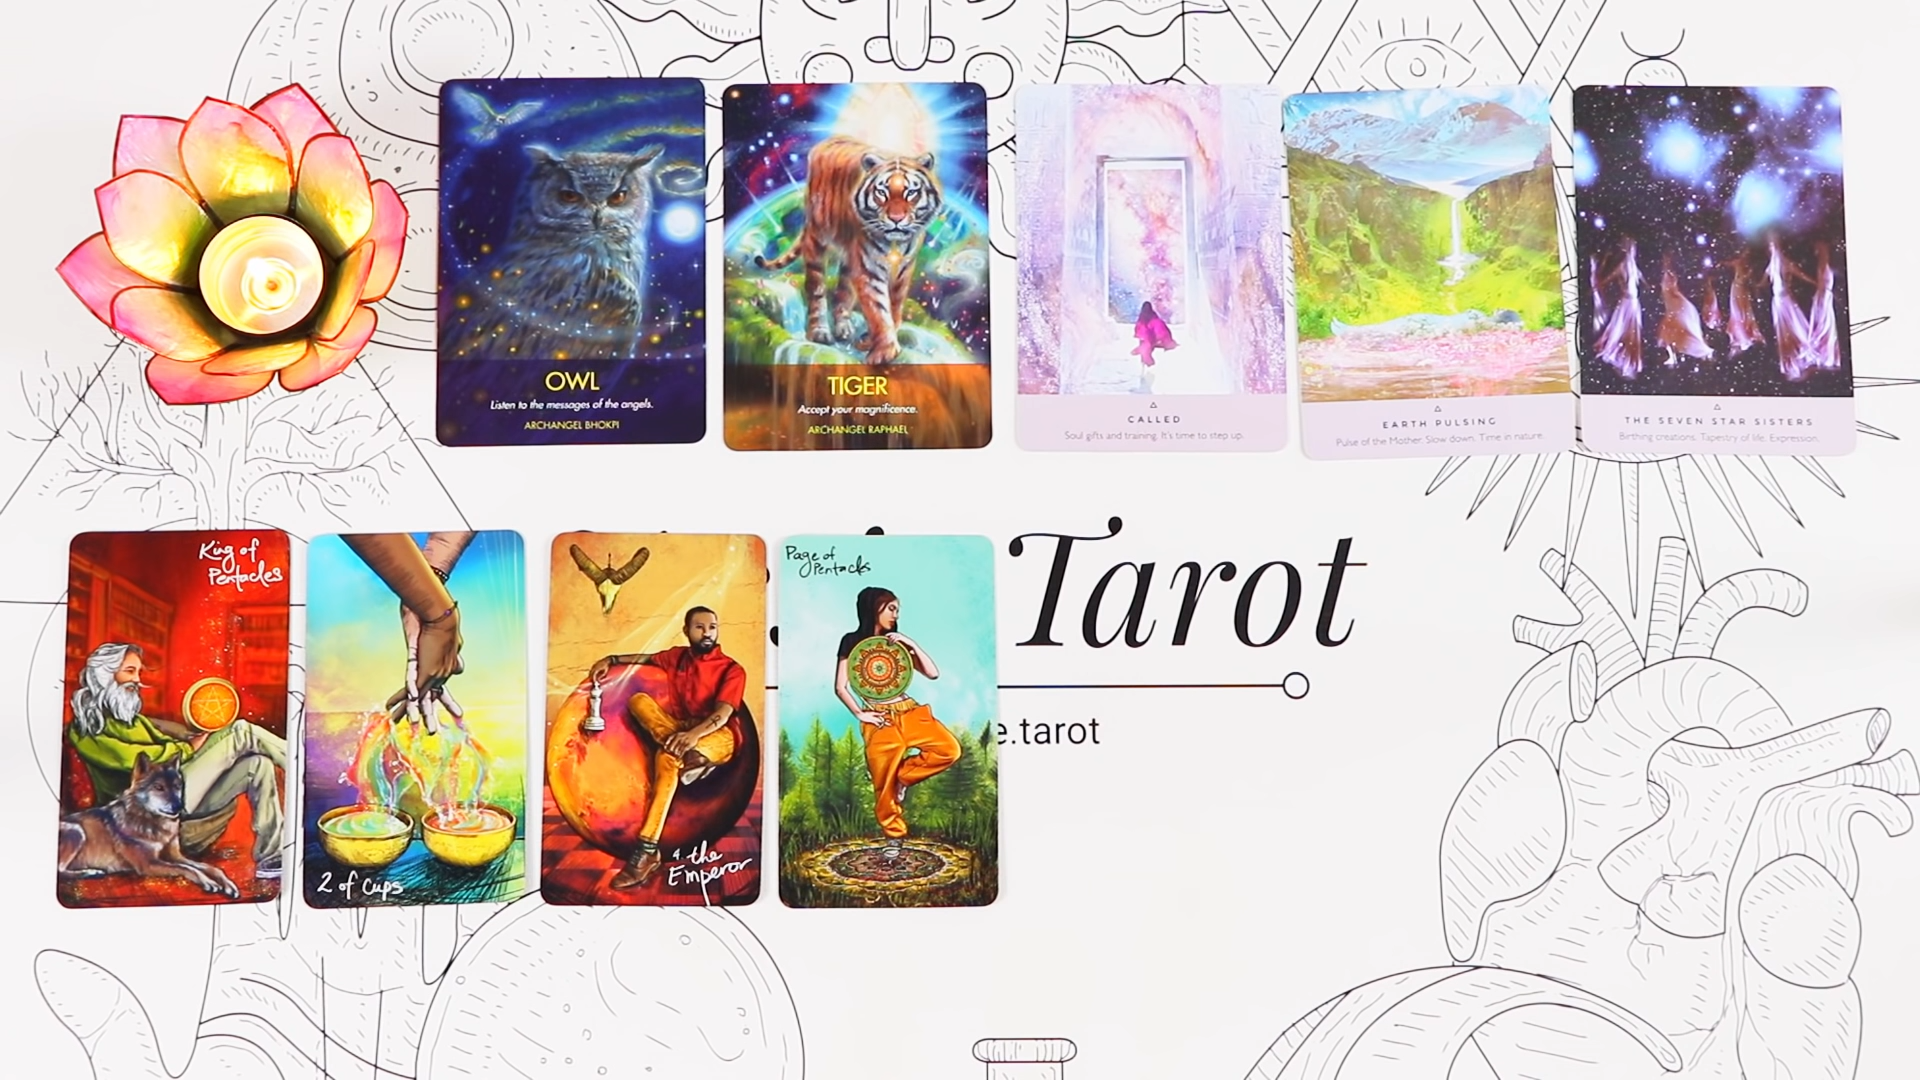 OWL
Listen to the messages of the angels.
ARCHANGEL BHOKPI
TIGER
Accept your magnificence.
ARCHANGEL RAPHAEL
CALLED
Soul gifts and training. It's time to step up.
EARTH PULSING
Pulse of the Mother. Slow down. Time in nature.
THE SEVEN STAR SISTERS
Birthing creations. Tapestry of life. Expression.
King of
Pentacles
2 of Cups
4. the
Emperor
Page of
Pentacles
Tarot
e.tarot